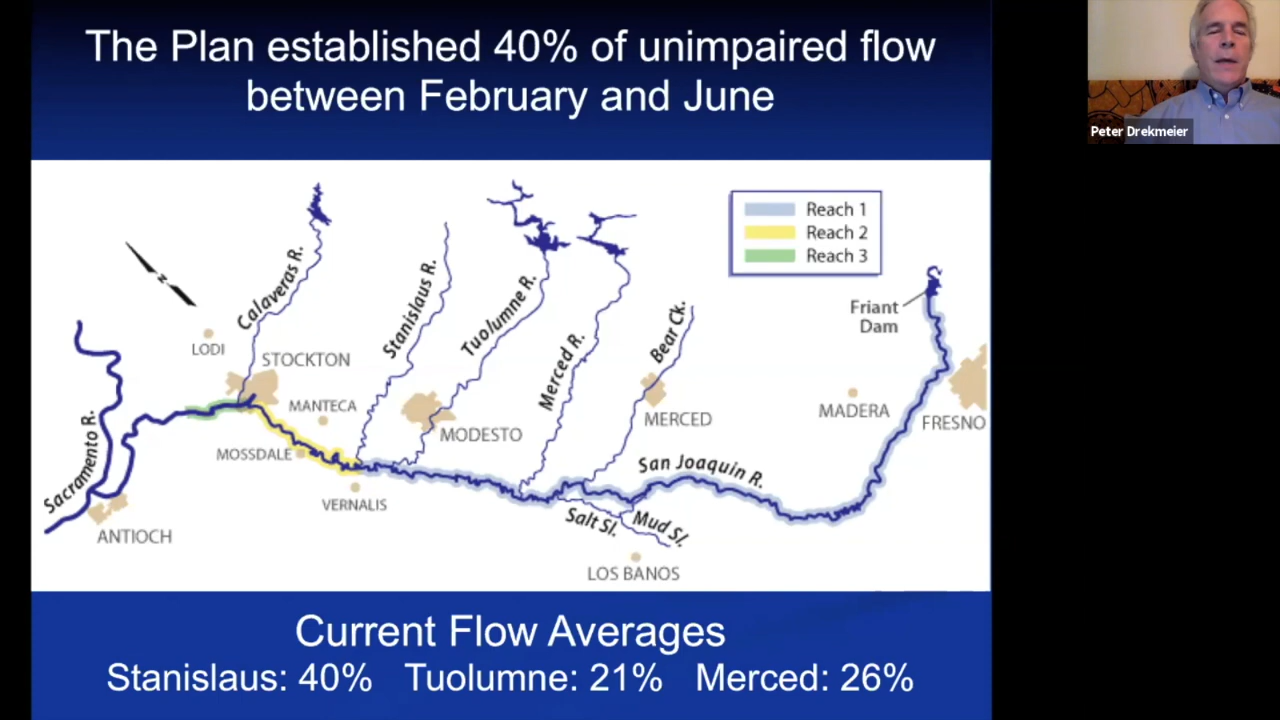 The Plan established 40% of unimpaired flow
between February and June
Peter Drekmeier
Reach 1
Reach 2
Reach 3
Calaveras R.
Stanislaus R.
Tuolumne R.
Merced R.
Bear Ck.
Friant
Dam
N
LODI
STOCKTON
MANTECA
MOSSDALE
MODESTO
MERCED
MADERA
FRESNO
Sacramento R.
San Joaquin R.
VERNALIS
ANTIOCH
Salt Sl.
Mud Sl.
LOS BANOS
Current Flow Averages
Stanislaus: 40% Tuolumne: 21% Merced: 26%